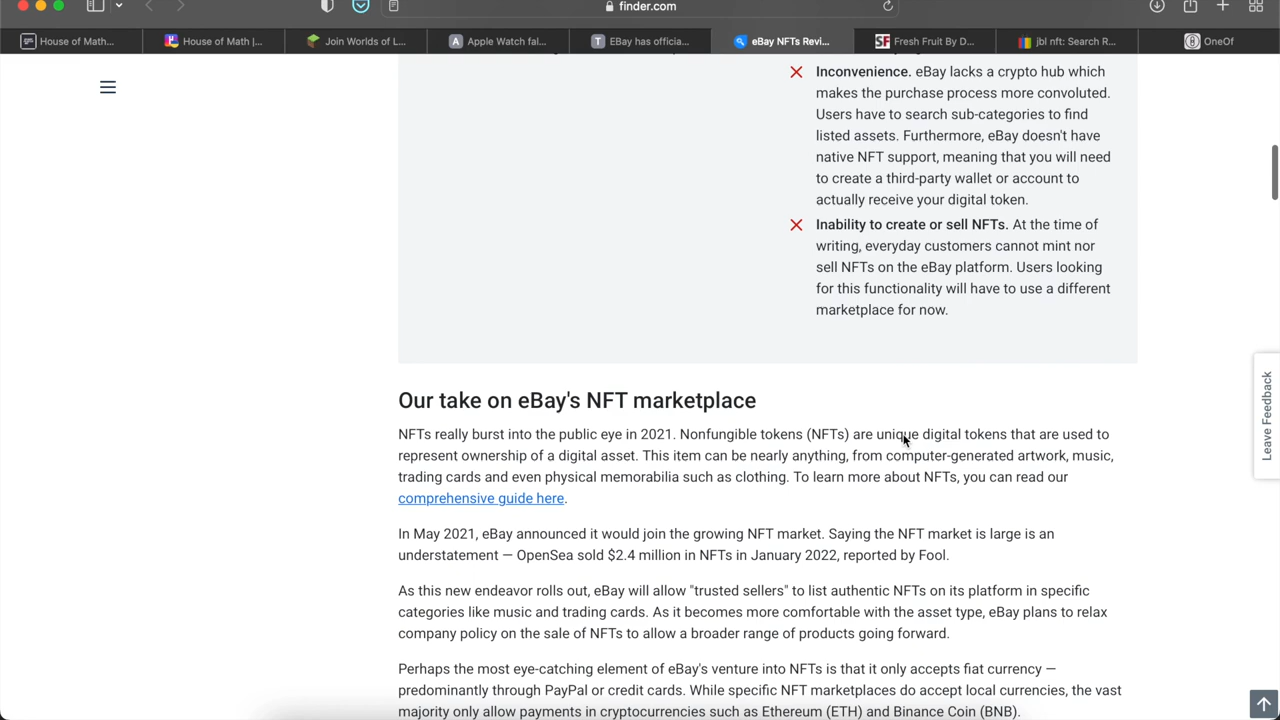 finder.com
House of Math...
House of Math |...
Join Worlds of L...
Apple Watch fal...
EBay has officia...
eBay NFTs Revi...
Fresh Fruit By D...
jbl nft: Search R...
OneOf
Inconvenience. eBay lacks a crypto hub which
makes the purchase process more convoluted.
Users have to search sub-categories to find
listed assets. Furthermore, eBay doesn't have
native NFT support, meaning that you will need
to create a third-party wallet or account to
actually receive your digital token.
Inability to create or sell NFTs. At the time of
writing, everyday customers cannot mint nor
sell NFTs on the eBay platform. Users looking
for this functionality will have to use a different
marketplace for now.
Leave Feedback
Our take on eBay's NFT marketplace
NFTs really burst into the public eye in 2021. Nonfungible tokens (NFTs) are unique digital tokens that are used to
represent ownership of a digital asset. This item can be nearly anything, from computer-generated artwork, music,
trading cards and even physical memorabilia such as clothing. To learn more about NFTs, you can read our
comprehensive guide here.
In May 2021, eBay announced it would join the growing NFT market. Saying the NFT market is large is an
understatement — OpenSea sold $2.4 million in NFTs in January 2022, reported by Fool.
As this new endeavor rolls out, eBay will allow "trusted sellers" to list authentic NFTs on its platform in specific
categories like music and trading cards. As it becomes more comfortable with the asset type, eBay plans to relax
company policy on the sale of NFTs to allow a broader range of products going forward.
Perhaps the most eye-catching element of eBay's venture into NFTs is that it only accepts fiat currency —
predominantly through PayPal or credit cards. While specific NFT marketplaces do accept local currencies, the vast
majority only allow payments in cryptocurrencies such as Ethereum (ETH) and Binance Coin (BNB).